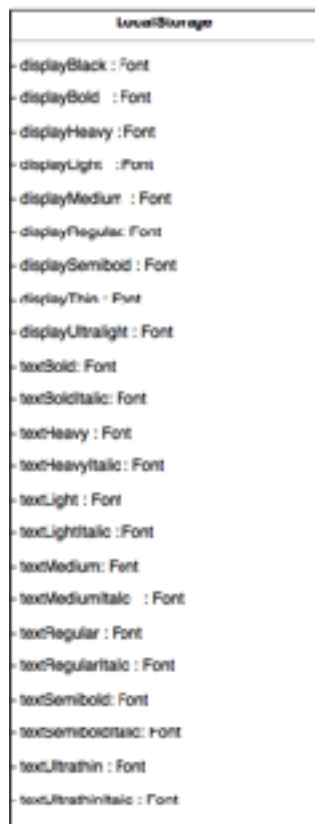 LocalStorage
- displayBlack : Font
- displayBold : Font
- displayHeavy : Font
- displayLight : Font
- displayMedium : Font
- displayRegular: Font
- displaySemibold : Font
- displayThin : Font
- displayUltralight : Font
- textBold: Font
- textBoldItalic: Font
- textHeavy : Font
- textHeavyItalic : Font
- textLight : Font
- textLightItalic : Font
- textMedium: Font
- textMediumItalic : Font
- textRegular : Font
- textRegularItalic : Font
- textSemibold: Font
- textSemiboldItalic: Font
- textUltrathin : Font
- textUltrathinItalic : Font